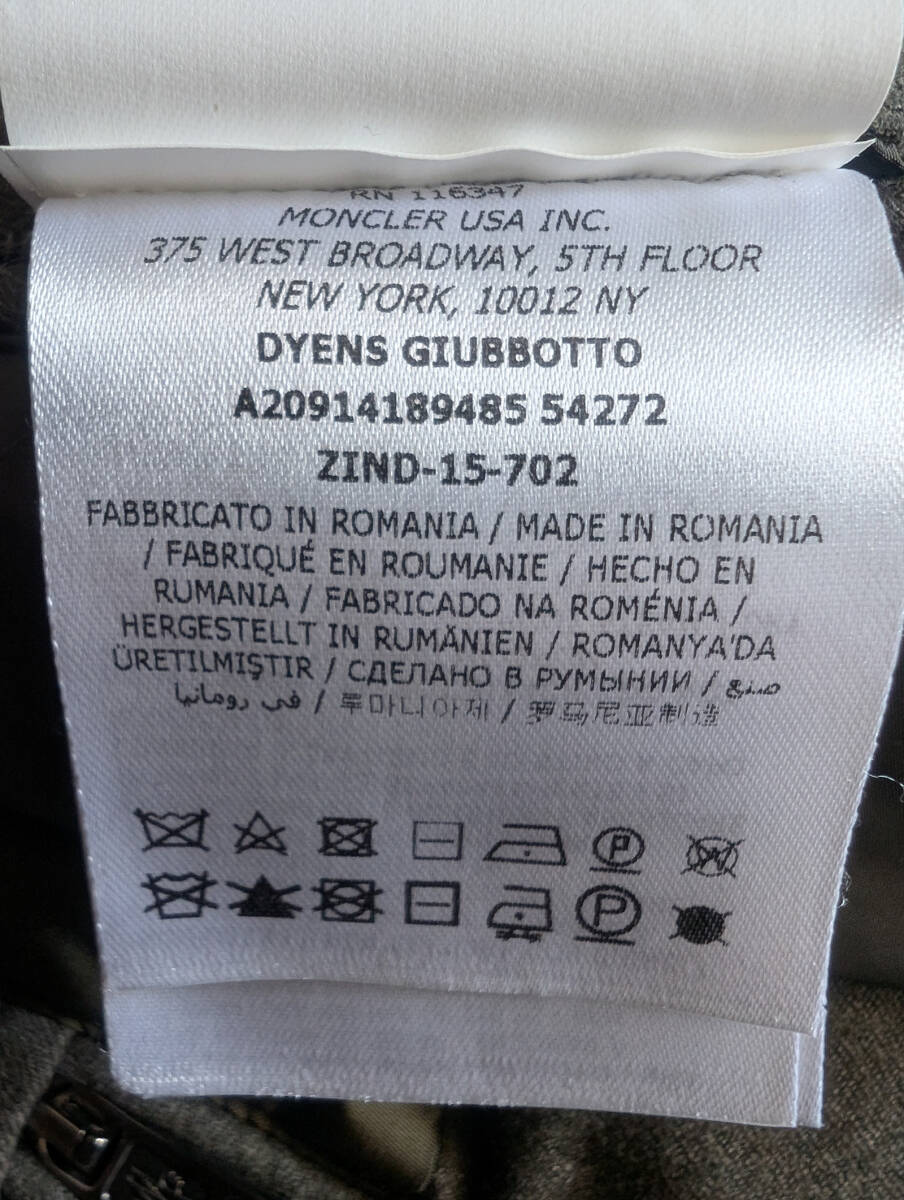 RN 116347
MONCLER USA INC.
375 WEST BROADWAY, 5TH FLOOR
NEW YORK, 10012 NY
DYENS GIUBBOTTO
A20914189485 54272
ZIND-15-702
FABBRICATO IN ROMANIA / MADE IN ROMANIA
/ FABRIQUÉ EN ROUMANIE / HECHO EN
RUMANIA / FABRICADO NA ROMÉNIA /
HERGESTELLT IN RUMÄNIEN / ROMANYA'DA
ÜRETILMIŞTIR / СДЕЛАНО В РУМЫНИИ / صنع
في رومانيا / 루마니아제 / 罗马尼亚制造
P W
P